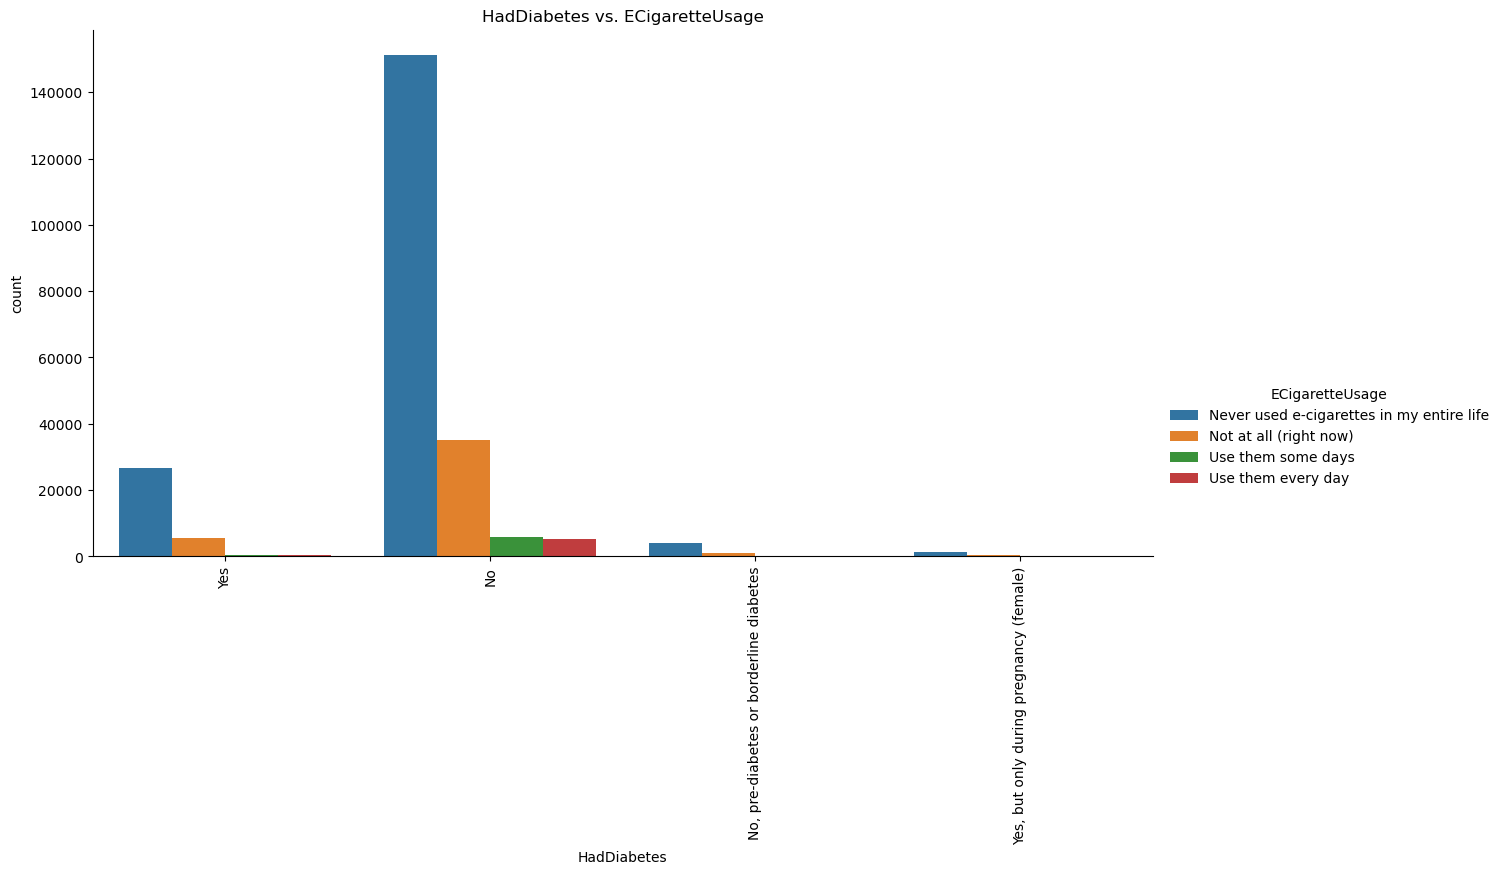 HadDiabetes vs. ECigaretteUsage
140000
120000
100000
80000
60000
40000
20000
0
count
Yes
No
No, pre-diabetes or borderline diabetes
Yes, but only during pregnancy (female)
HadDiabetes
ECigaretteUsage
Never used e-cigarettes in my entire life
Not at all (right now)
Use them some days
Use them every day